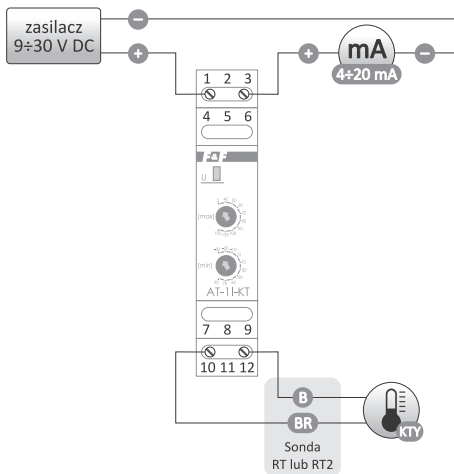 zasilacz
9÷30 V DC
−
+
+
mA
−
4÷20 mA
1 2 3
4 5 6
F&F
U
[max]
[min]
AT-1I-KT
7 8 9
10 11 12
B
BR
KTY
Sonda
RT lub RT2